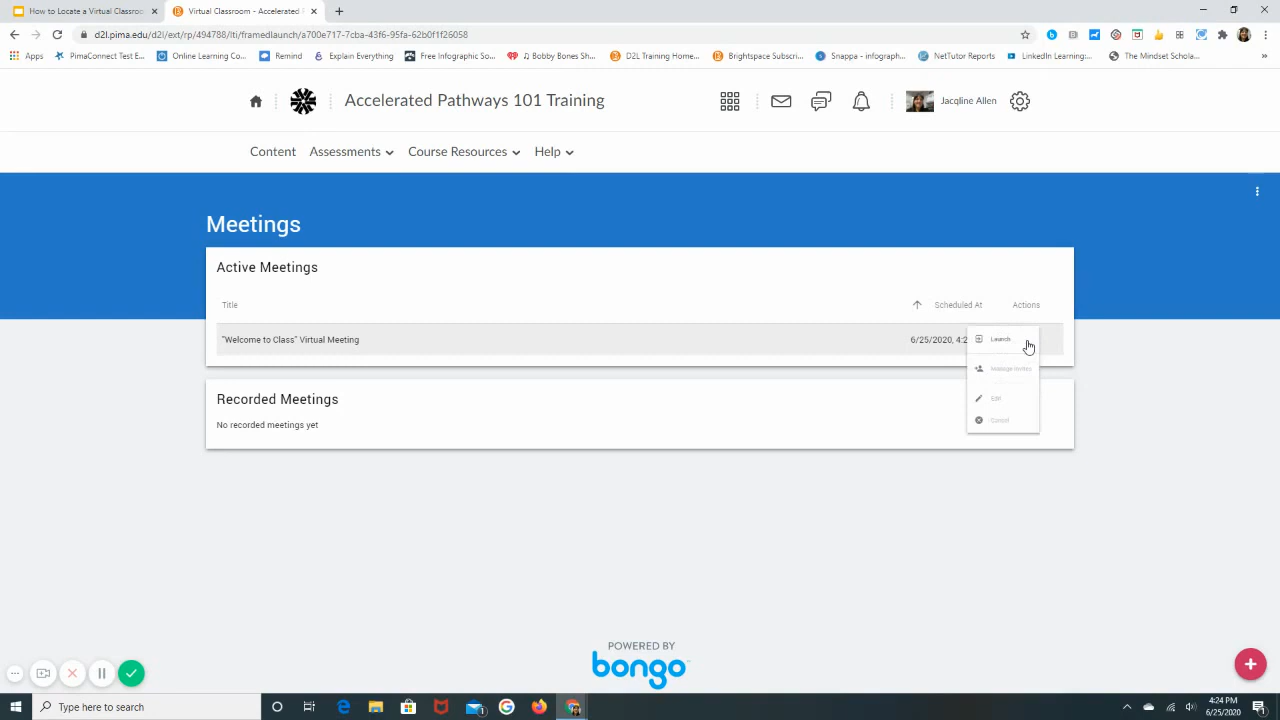 How to Locate a Virtual Classroom
Virtual Classroom - Accelerated
d2l.pima.edu/d2l/ext/rp/494788/lti/framedlaunch/a700e717-7cba-43f6-95fa-62b0f1f26058
Apps PimaConnect Test E... Online Learning Co... Remind Explain Everything Free Infographic So... ♫ Bobby Bones Sh... D2L Training Home... Brightspace Subscri... Snappa - infograph... NetTutor Reports LinkedIn Learning:... The Mindset Schola... »
Accelerated Pathways 101 Training
Jacqline Allen
Content Assessments Course Resources Help
Meetings
Active Meetings
Title Scheduled At Actions
"Welcome to Class" Virtual Meeting 6/25/2020, 4:2
Launch
Manage Invites
Edit
Cancel
Recorded Meetings
No recorded meetings yet
POWERED BY
bongo
Type here to search
4:24 PM
6/25/2020